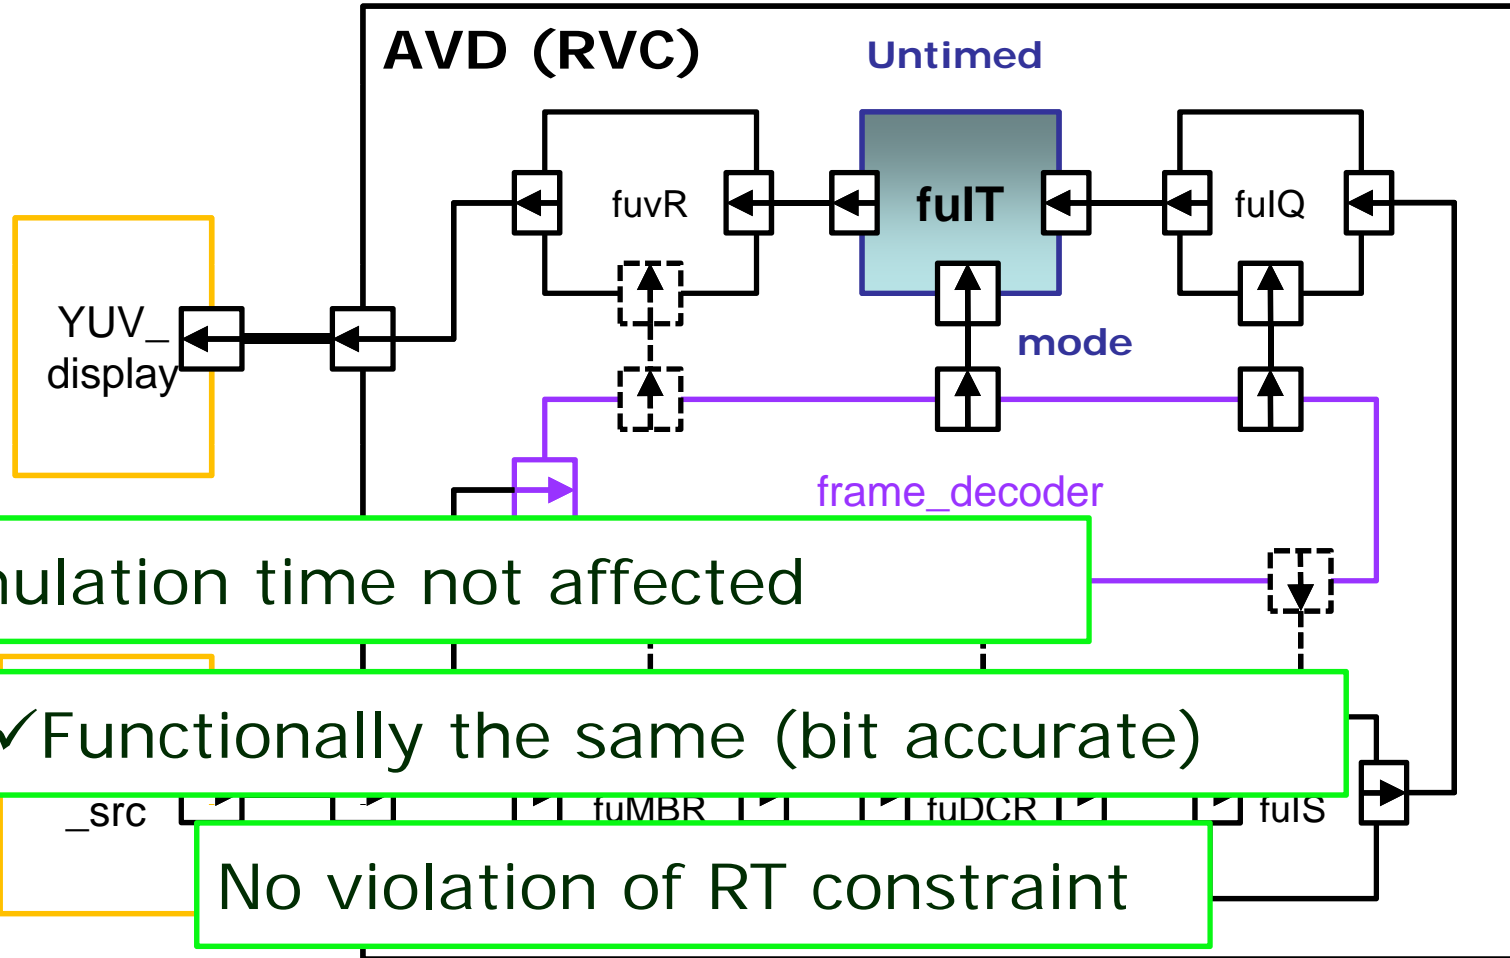 AVD (RVC)
Untimed
fuvR
fuIT
fuIQ
YUV_
display
mode
frame_decoder
time not affected
✓Functionally the same (bit accurate)
_src
fuMBR
fuDCR
fuIS
No violation of RT constraint